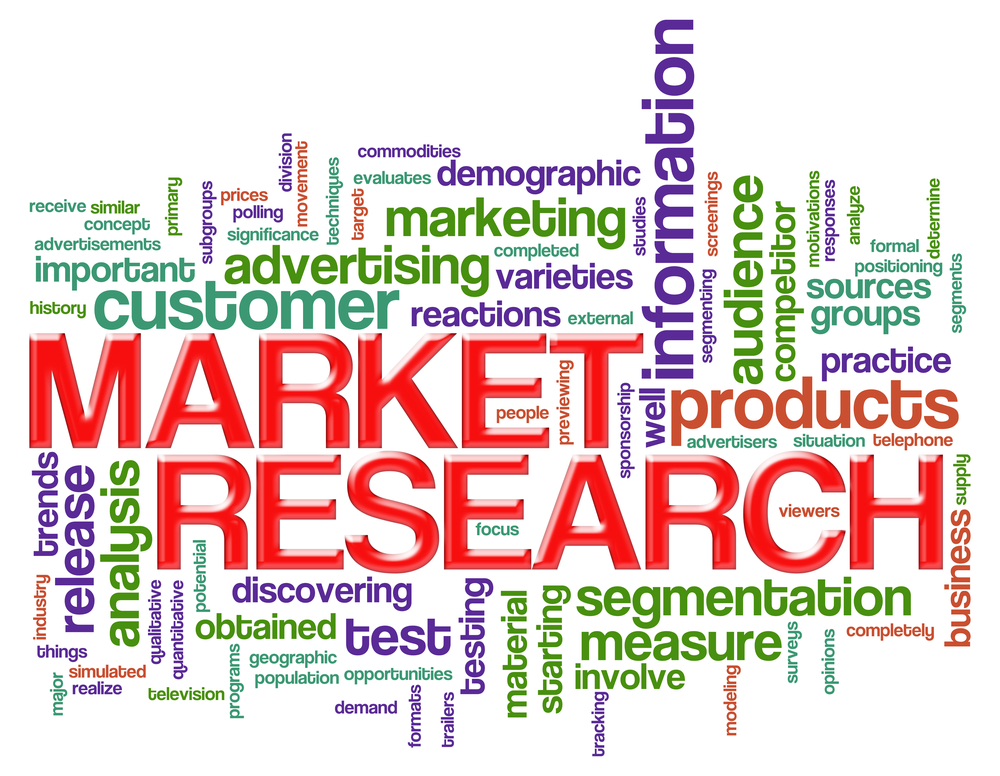 information
commodities
division
movement
evaluates
demographic
techniques
target
primary
subgroups
prices
polling
receive
similar
concept
significance
marketing
studies
screenings
audience
motivations
responses
analyze
determine
advertisements
completed
competitor
formal
important
advertising
varieties
segmenting
positioning
segments
sources
history
customer
reactions
external
groups
MARKET
people
previewing
sponsorship
well
practice
products
advertisers
situation
telephone
trends
release
analysis
RESEARCH
focus
viewers
supply
business
industry
qualitative
quantitative
potential
discovering
testing
material
starting
segmentation
obtained
test
measure
surveys
opinions
completely
things
simulated
major
realize
television
programs
geographic
population
opportunities
involve
demand
formats
trailers
tracking
modeling